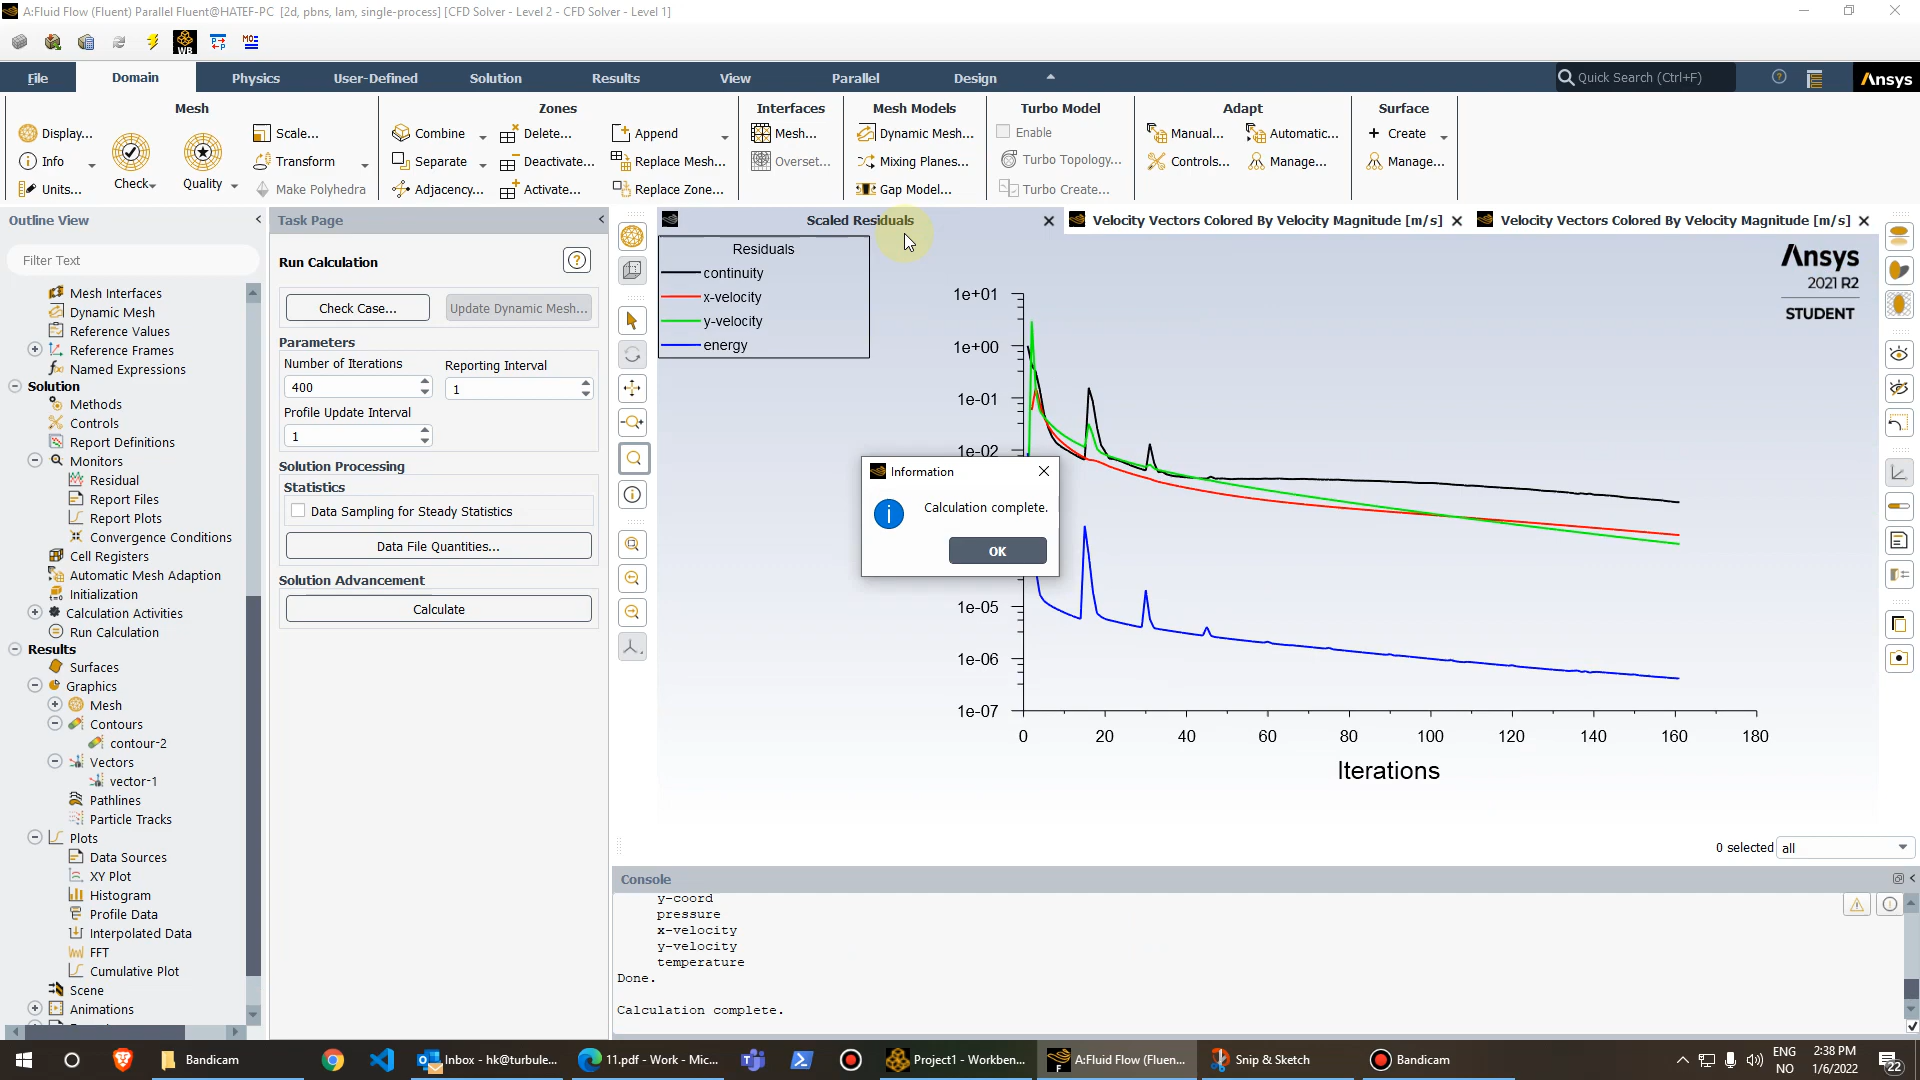 A:Fluid Flow (Fluent) Parallel Fluent@HATEF-PC [2d, pbns, lam, single-process] [CFD Solver - Level 2 - CFD Solver - Level 1]
WB
File Domain Physics User-Defined Solution Results View Parallel Design
Quick Search (Ctrl+F)
Ansys
Mesh Zones Interfaces Mesh Models Turbo Model Adapt Surface
Display... Scale... Combine Delete... Append Mesh... Dynamic Mesh... Enable Manual... Automatic... Create
Info Transform Separate Deactivate... Replace Mesh... Overset... Mixing Planes... Turbo Topology... Controls... Manage... Manage...
Check Quality
Units... Make Polyhedra Adjacency... Activate... Replace Zone... Gap Model... Turbo Create...
Outline View
Filter Text
Mesh Interfaces
Dynamic Mesh
Reference Values
Reference Frames
Named Expressions
Solution
Methods
Controls
Report Definitions
Monitors
Residual
Report Files
Report Plots
Convergence Conditions
Cell Registers
Automatic Mesh Adaption
Initialization
Calculation Activities
Run Calculation
Results
Surfaces
Graphics
Mesh
Contours
contour-2
Vectors
vector-1
Pathlines
Particle Tracks
Plots
Data Sources
XY Plot
Histogram
Profile Data
Interpolated Data
FFT
Cumulative Plot
Scene
Animations
Task Page
Run Calculation
Check Case... Update Dynamic Mesh...
Parameters
Number of Iterations Reporting Interval
400 1
Profile Update Interval
1
Solution Processing
Statistics
Data Sampling for Steady Statistics
Data File Quantities...
Solution Advancement
Calculate
Scaled Residuals
Velocity Vectors Colored By Velocity Magnitude [m/s]
Velocity Vectors Colored By Velocity Magnitude [m/s]
Residuals
continuity
x-velocity
y-velocity
energy
Ansys
2021 R2
STUDENT
1e+01
1e+00
1e-01
1e-02
1e-05
1e-06
1e-07
0 20 40 60 80 100 120 140 160 180
Iterations
Information
Calculation complete.
OK
0 selected all
Console
y-coord
pressure
x-velocity
y-velocity
temperature
Done.
Calculation complete.
Bandicam
Inbox - hk@turbule...
11.pdf - Work - Mic...
Project1 - Workben...
A:Fluid Flow (Fluen...
Snip & Sketch
Bandicam
ENG
NO
2:38 PM
1/6/2022
22